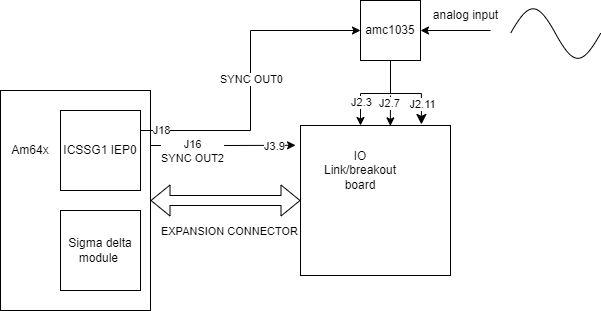 analog input
amc1035
SYNC OUT0
J2.3
J2.7
J2.11
J18
Am64x
ICSSG1 IEP0
J16
SYNC OUT2
J3.9
IO
Link/breakout
board
EXPANSION CONNECTOR
Sigma delta
module